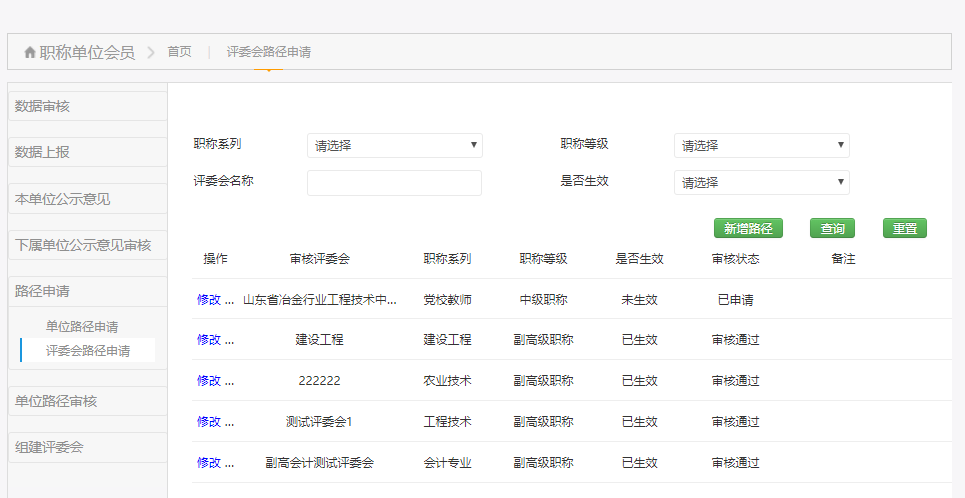 职称单位会员 首页 | 评委会路径申请
数据审核
数据上报
本单位公示意见
下属单位公示意见审核
路径申请
单位路径申请
评委会路径申请
单位路径审核
组建评委会
职称系列 请选择 职称等级 请选择
评委会名称 是否生效 请选择
新增路径 查询 重置
操作 审核评委会 职称系列 职称等级 是否生效 审核状态 备注
修改 ... 山东省冶金行业工程技术中... 党校教师 中级职称 未生效 已申请
修改 ... 建设工程 建设工程 副高级职称 已生效 审核通过
修改 ... 222222 农业技术 副高级职称 已生效 审核通过
修改 ... 测试评委会1 工程技术 副高级职称 已生效 审核通过
修改 ... 副高会计测试评委会 会计专业 副高级职称 已生效 审核通过